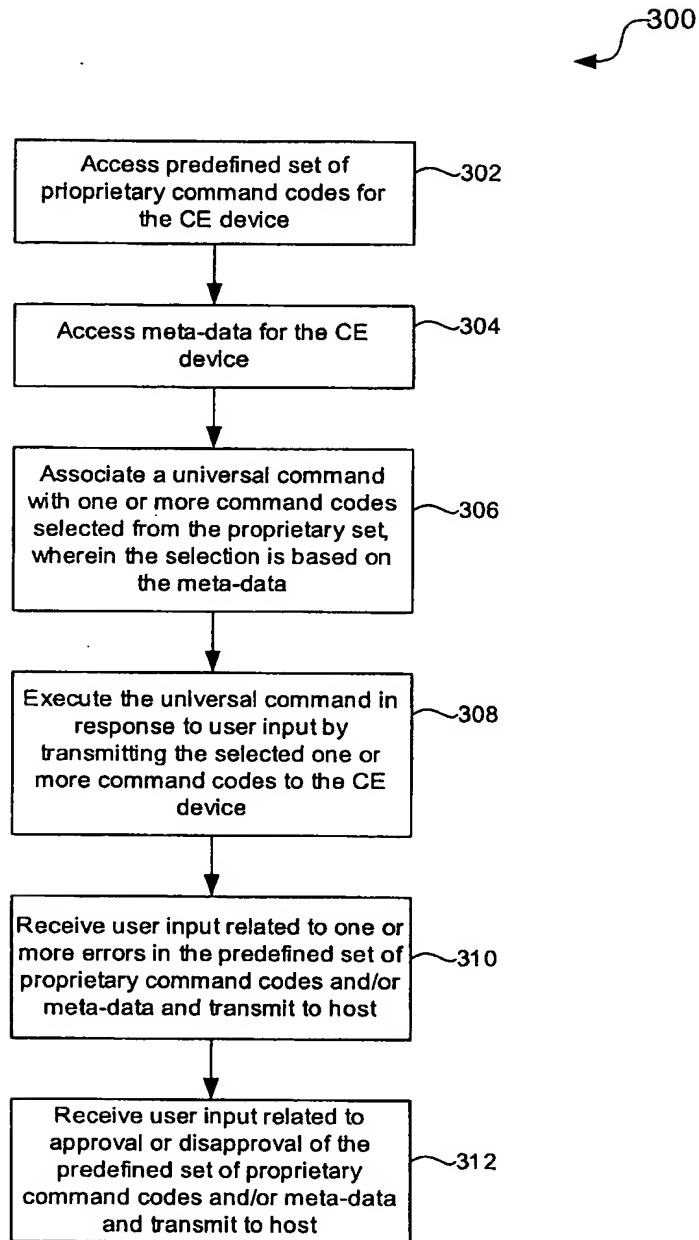 300
Access predefined set of
prioprietary command codes for
the CE device
302
Access meta-data for the CE
device
304
Associate a universal command
with one or more command codes
selected from the proprietary set,
wherein the selection is based on
the meta-data
306
Execute the universal command in
response to user input by
transmitting the selected one or
more command codes to the CE
device
308
Receive user input related to one or
more errors in the predefined set of
proprietary command codes and/or
meta-data and transmit to host
310
Receive user input related to
approval or disapproval of the
predefined set of proprietary
command codes and/or meta-data
and transmit to host
312